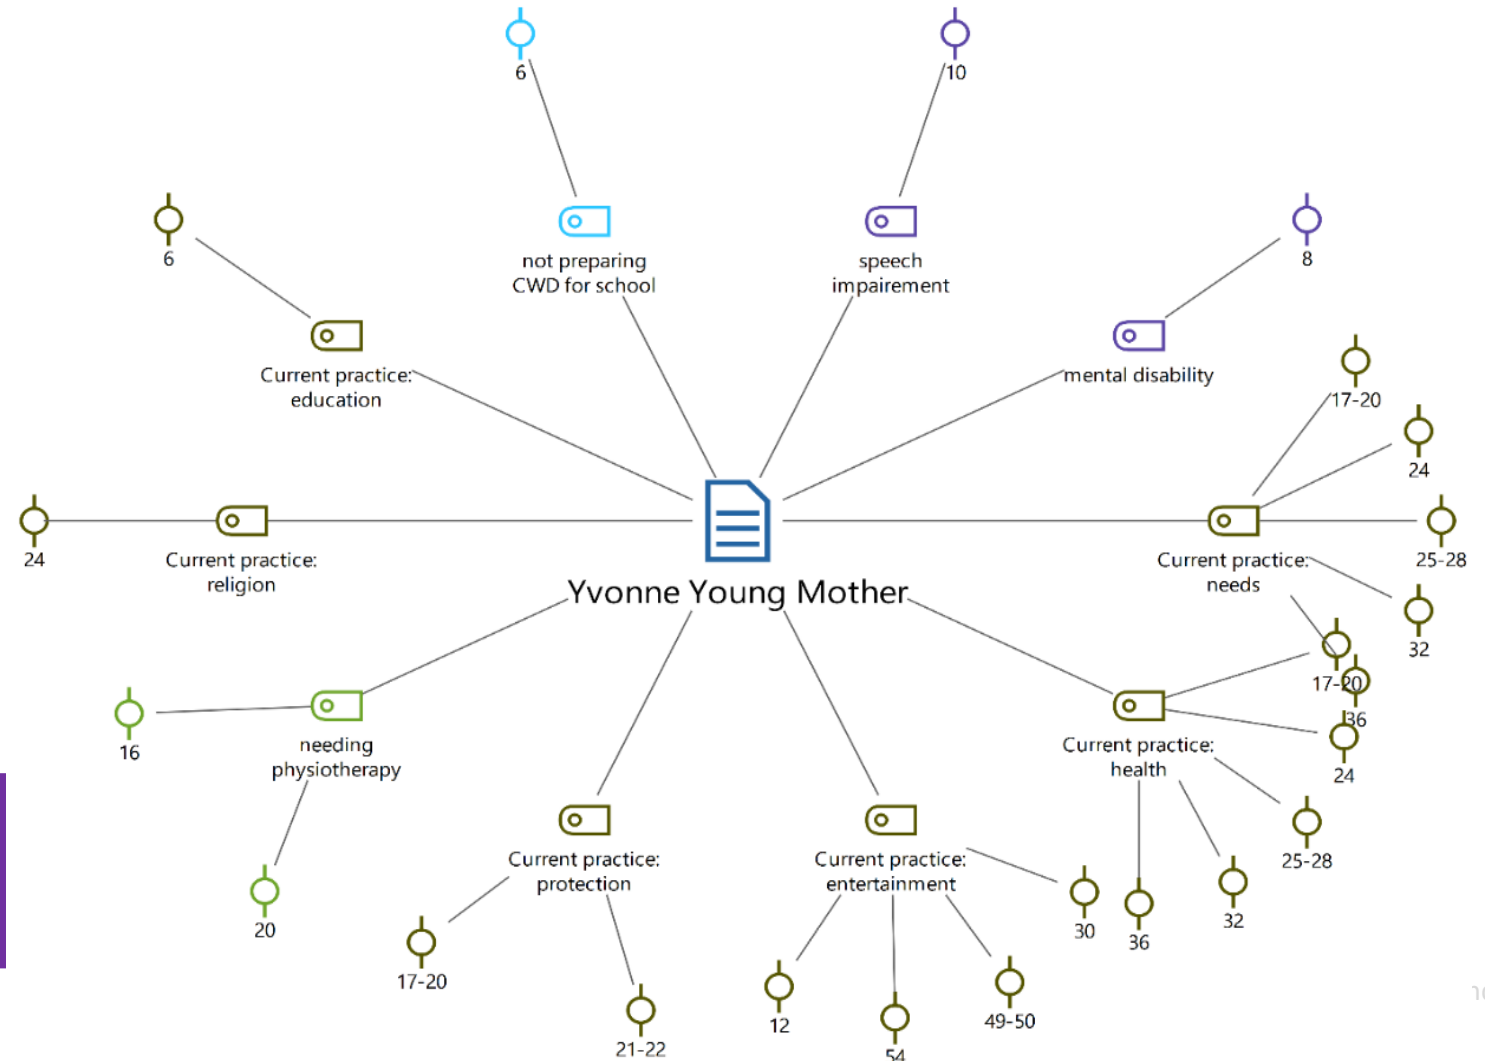 6
10
6
not preparing
CWD for school
speech
impairement
8
Current practice:
education
mental disability
17-20
24
24
Current practice:
religion
Current practice:
needs
25-28
Yvonne Young Mother
32
17-20
36
16
needing
physiotherapy
Current practice:
health
24
Current practice:
protection
Current practice:
entertainment
25-28
20
30
36
32
17-20
12
49-50
21-22
54